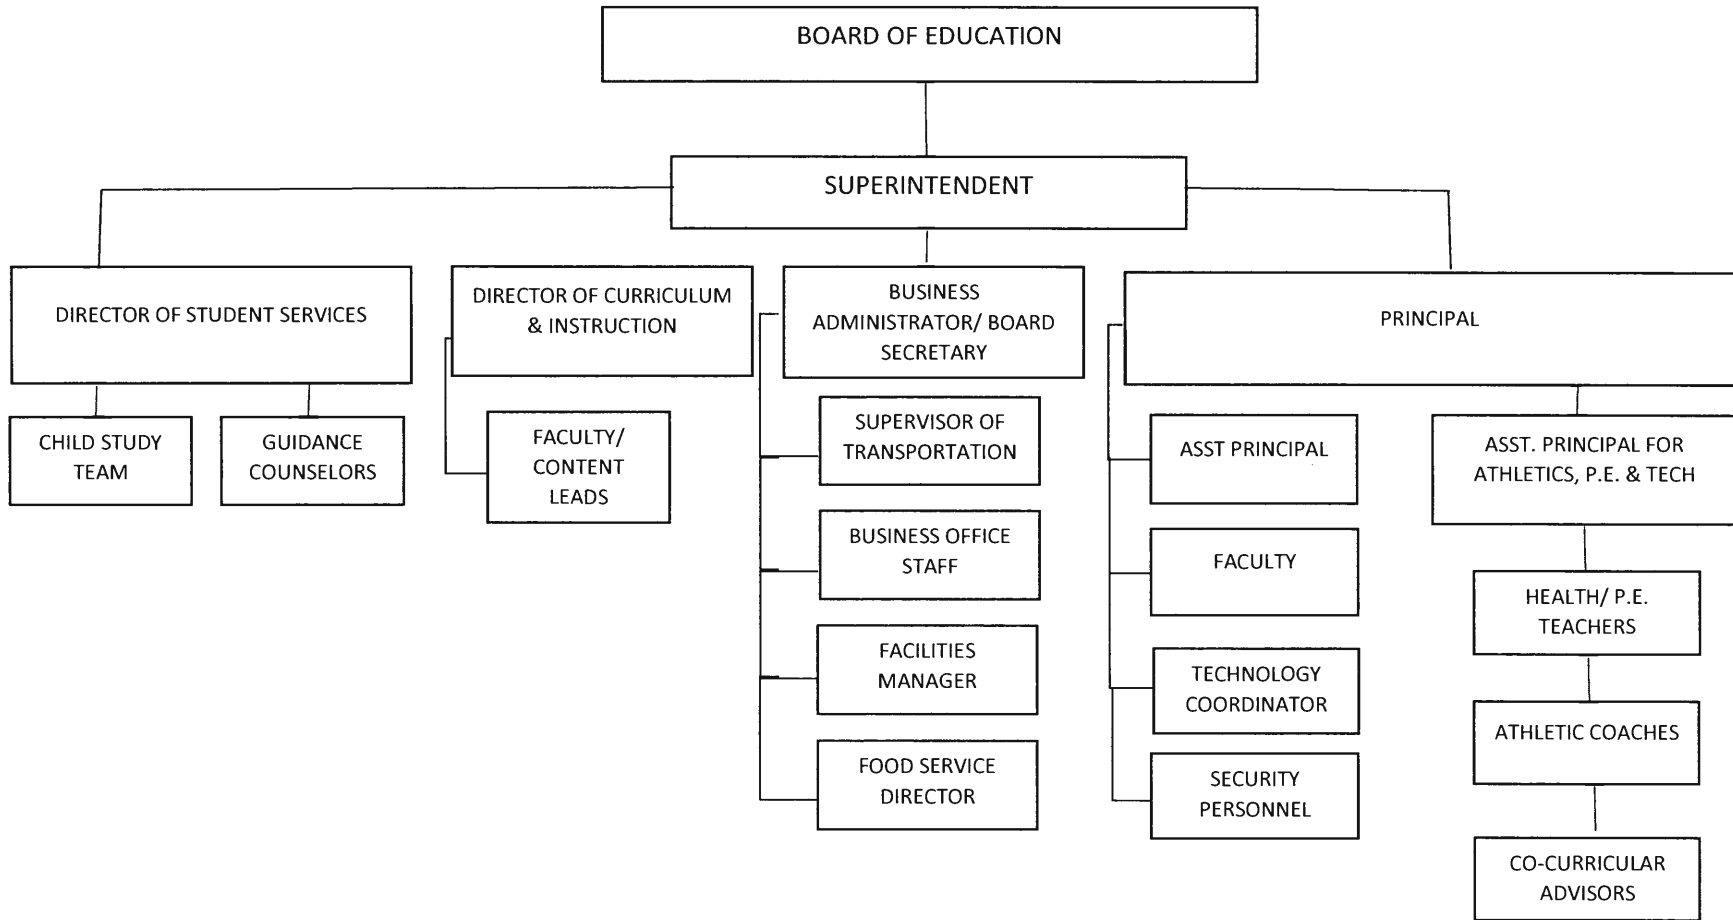 BOARD OF EDUCATION
SUPERINTENDENT
DIRECTOR OF STUDENT SERVICES
DIRECTOR OF CURRICULUM
& INSTRUCTION
BUSINESS
ADMINISTRATOR/ BOARD
SECRETARY
PRINCIPAL
CHILD STUDY
TEAM
GUIDANCE
COUNSELORS
FACULTY/
CONTENT
LEADS
SUPERVISOR OF
TRANSPORTATION
BUSINESS OFFICE
STAFF
FACILITIES
MANAGER
FOOD SERVICE
DIRECTOR
ASST PRINCIPAL
FACULTY
TECHNOLOGY
COORDINATOR
SECURITY
PERSONNEL
ASST. PRINCIPAL FOR
ATHLETICS, P.E. & TECH
HEALTH/ P.E.
TEACHERS
ATHLETIC COACHES
CO-CURRICULAR
ADVISORS